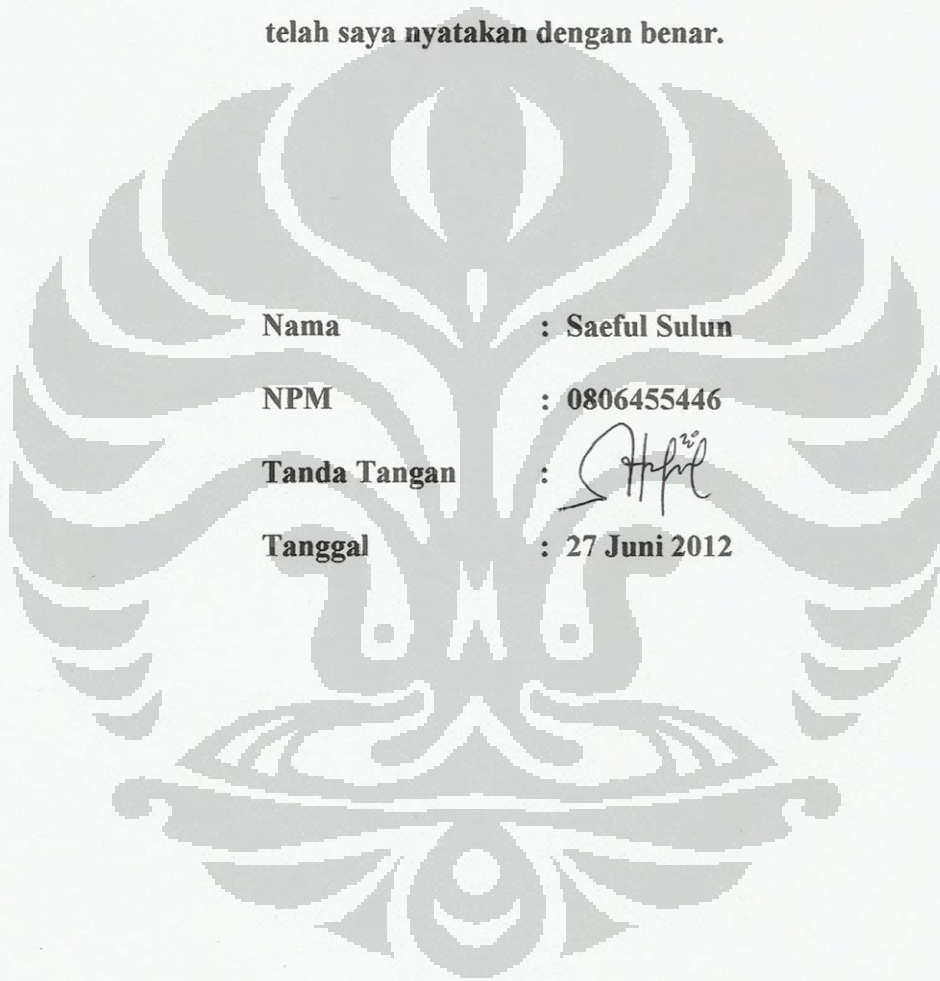 telah saya nyatakan dengan benar.
Nama : Saeful Sulun
NPM : 0806455446
Tanda Tangan :
Tanggal : 27 Juni 2012